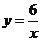 y = 6/x